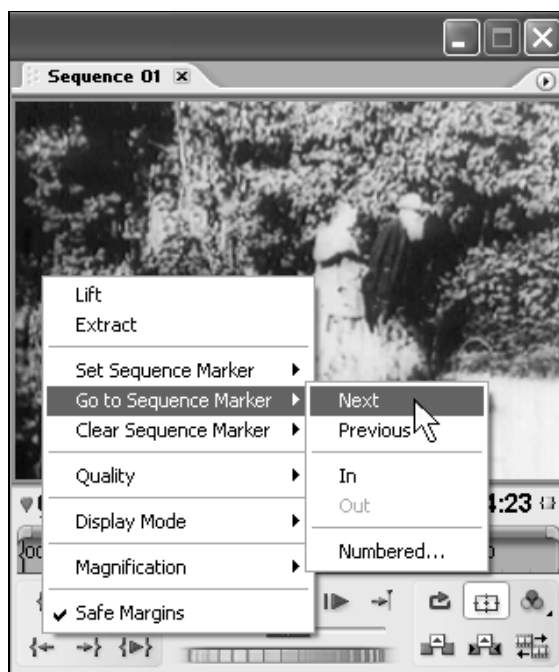 Sequence 01
Lift
Extract
Set Sequence Marker
Go to Sequence Marker
Clear Sequence Marker
Quality
Display Mode
Magnification
Safe Margins
Next
Previous
In
Out
Numbered...
4:23